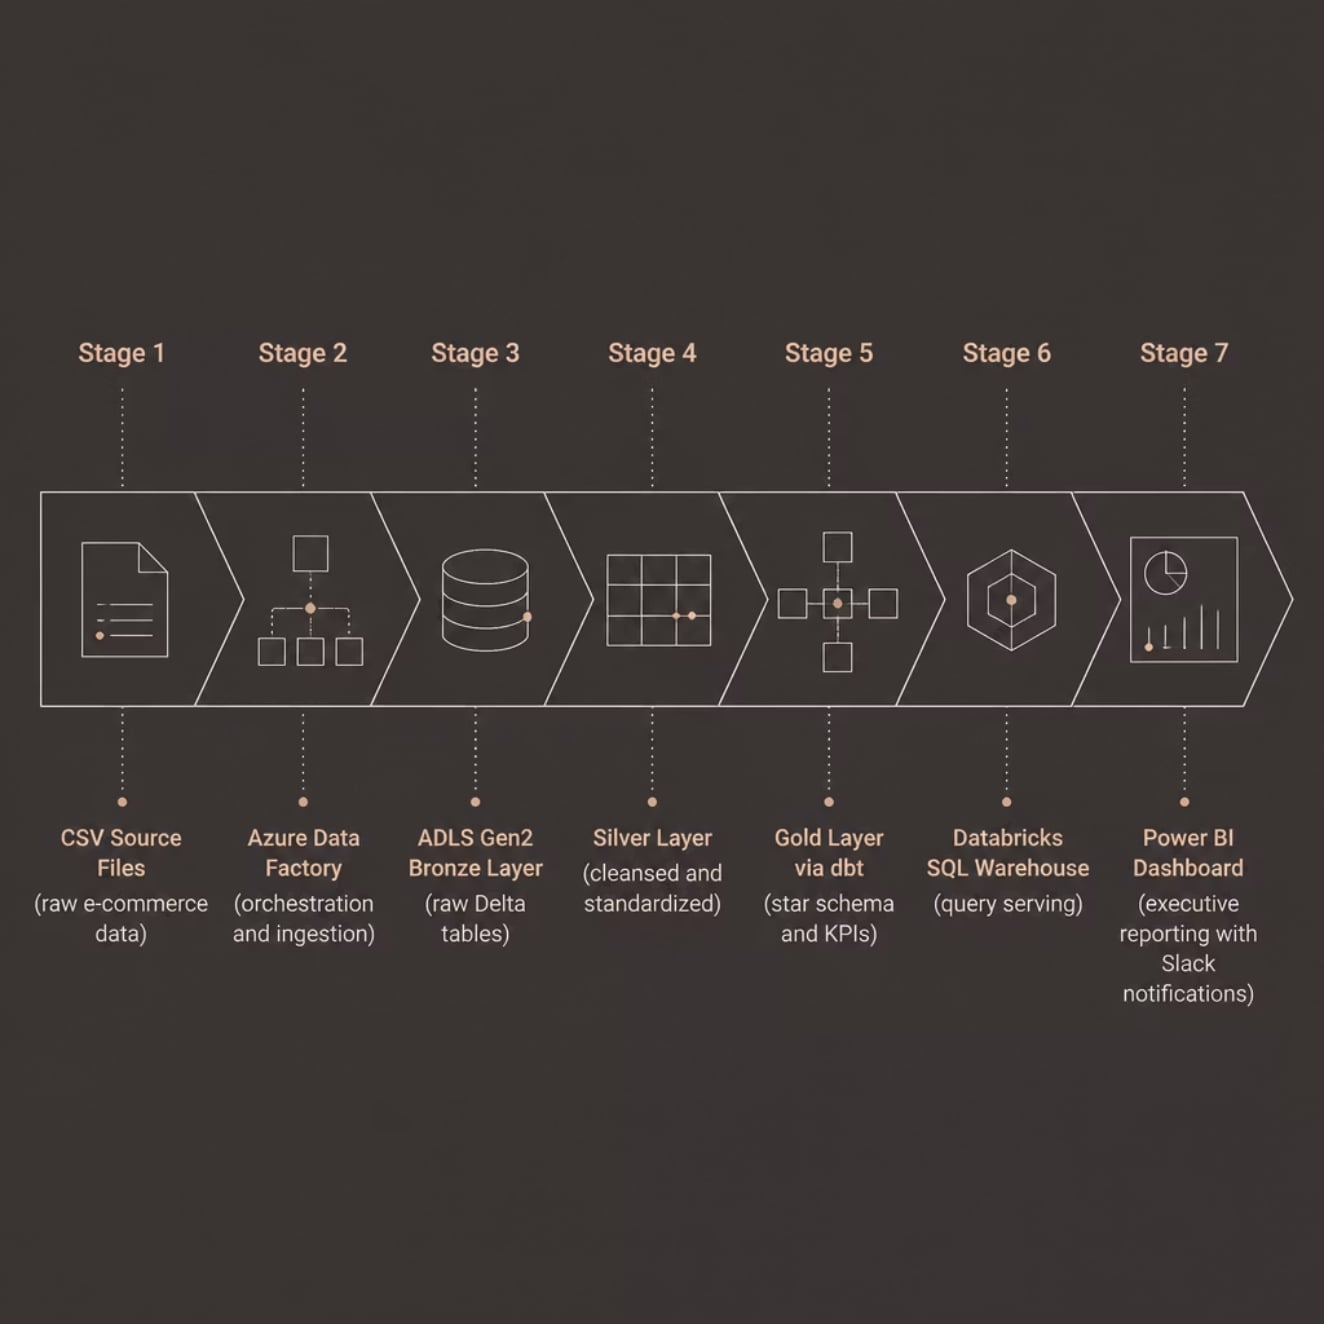 Stage 1
Stage 2
Stage 3
Stage 4
Stage 5
Stage 6
Stage 7
CSV Source
Files
(raw e-commerce
data)
Azure Data
Factory
(orchestration
and ingestion)
ADLS Gen2
Bronze Layer
(raw Delta
tables)
Silver Layer
(cleansed and
standardized)
Gold Layer
via dbt
(star schema
and KPIs)
Databricks
SQL Warehouse
(query serving)
Power BI
Dashboard
(executive
reporting with
Slack
notifications)